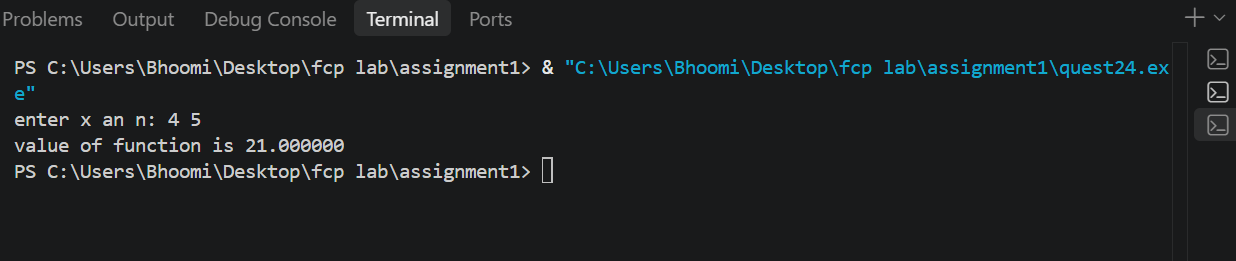 Problems Output Debug Console Terminal Ports
PS C:\Users\Bhoomi\Desktop\fcp lab\assignment1> & "C:\Users\Bhoomi\Desktop\fcp lab\assignment1\quest24.ex
e"
enter x an n: 4 5
value of function is 21.000000
PS C:\Users\Bhoomi\Desktop\fcp lab\assignment1>